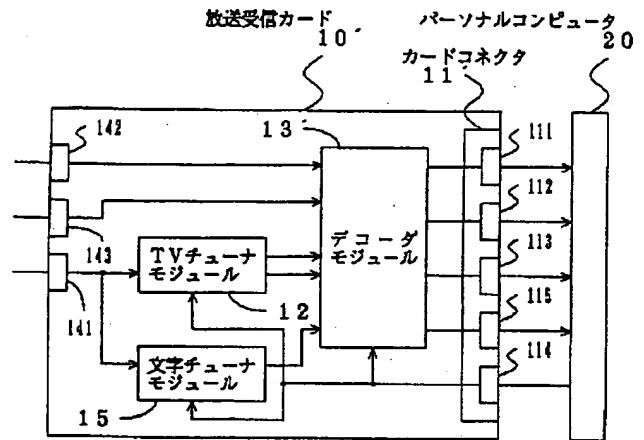 放送受信カード
10´
パーソナルコンピュータ
20
カードコネクタ
11´
142
13´
111
112
143
TVチューナ
モジュール
デコーダ
モジュール
113
141
12
115
文字チューナ
モジュール
114
15